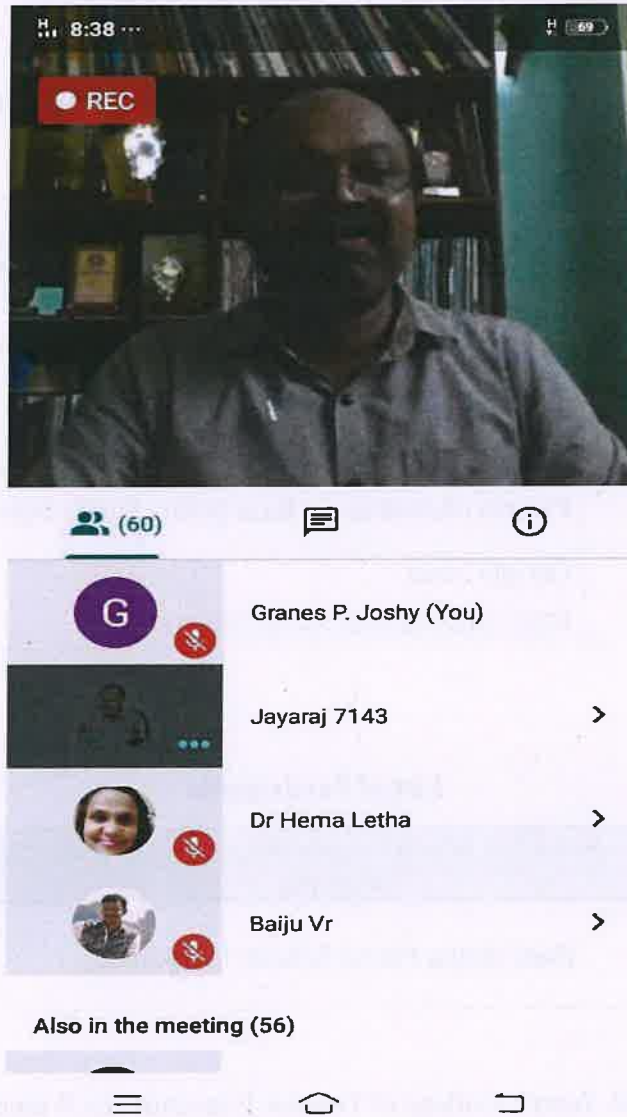 H 8:38 ··· H 69
REC
(60)
G Granes P. Joshy (You)
Jayaraj 7143
Dr Hema Letha
Baiju Vr
Also in the meeting (56)